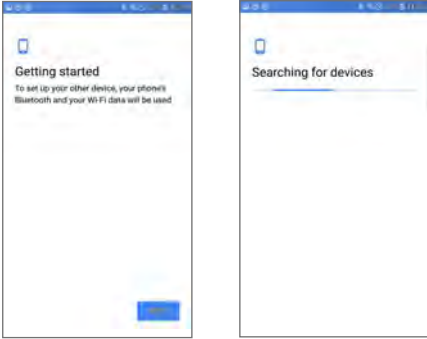 Getting started
To set up your other device, your phone's
Bluetooth and your Wi-Fi data will be used
Searching for devices